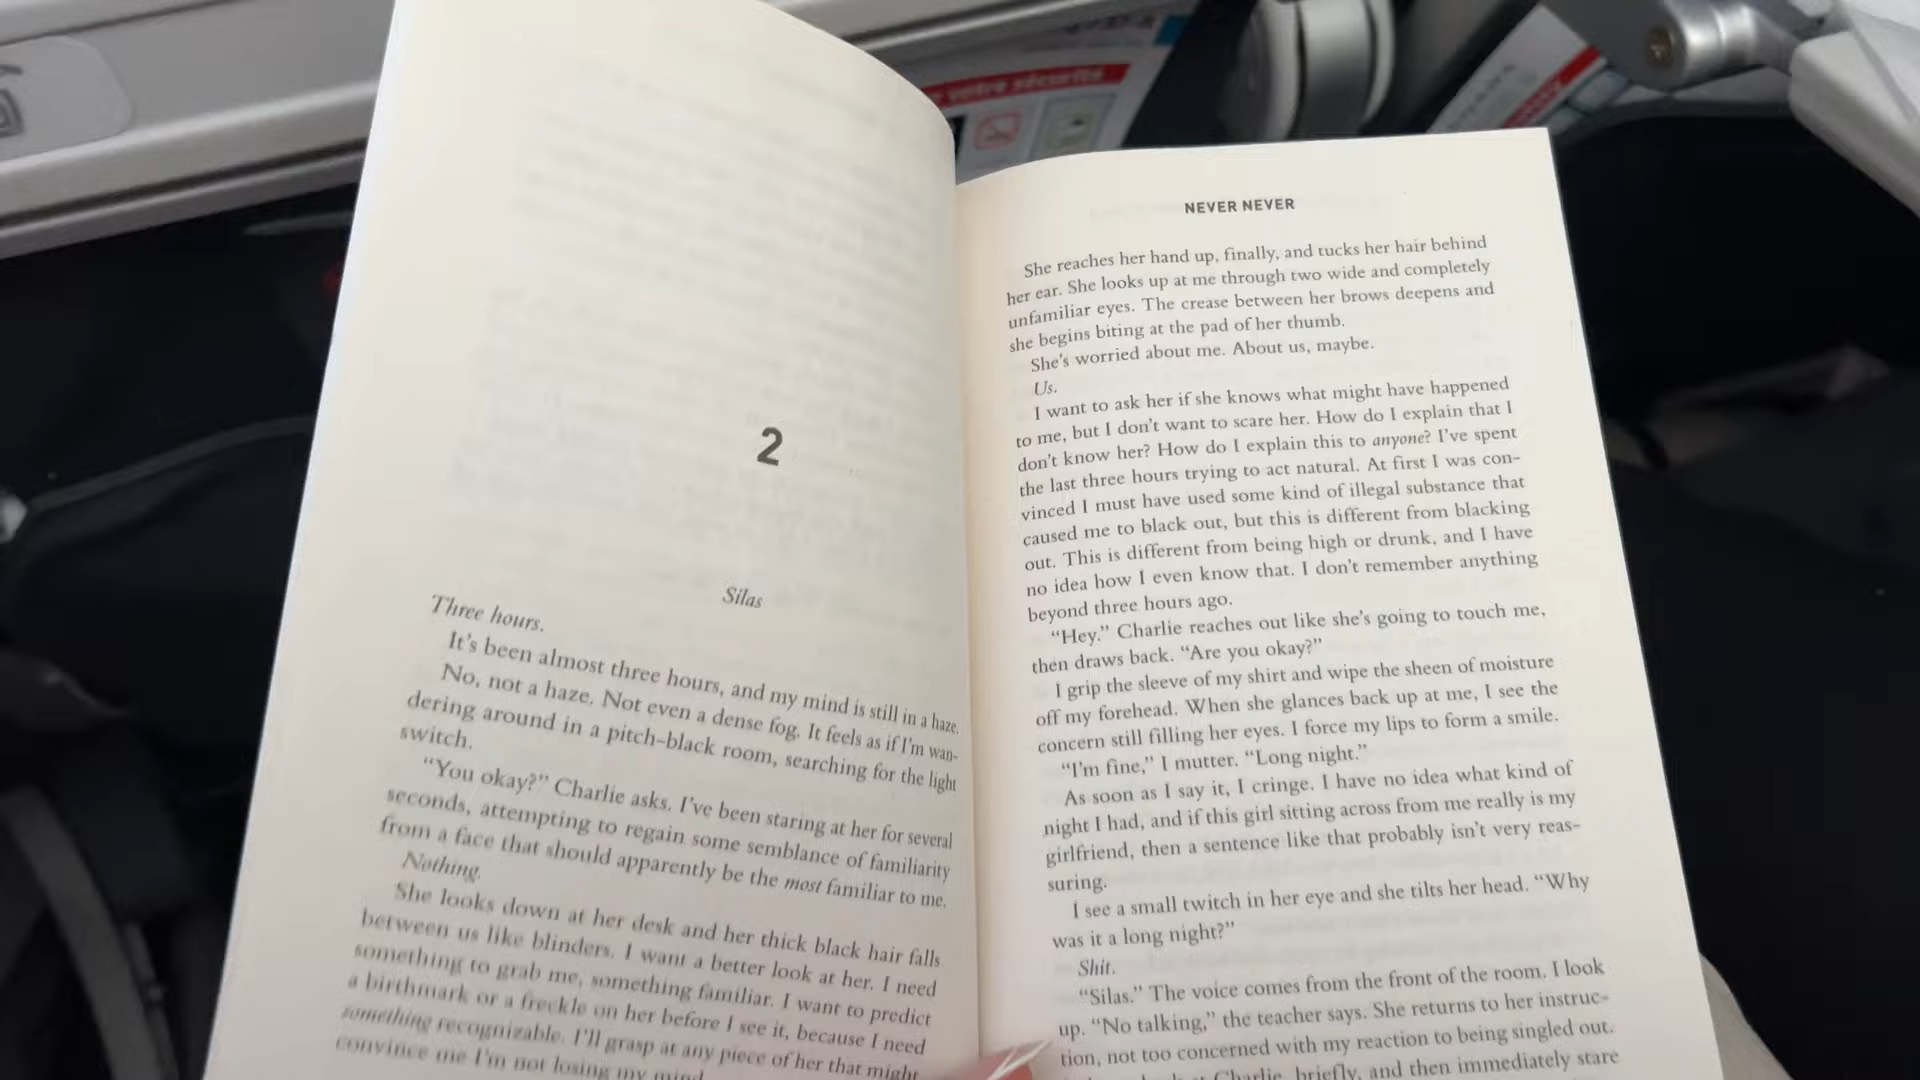 2
Silas
Three hours.
It's been almost three hours, and my mind is still in a haze.
No, not a haze. Not even a dense fog. It feels as if I'm wan-
dering around in a pitch-black room, searching for the light
switch.
“You okay?” Charlie asks. I've been staring at her for several
seconds, attempting to regain some semblance of familiarity
from a face that should apparently be the most familiar to me.
Nothing.
She looks down at her desk and her thick black hair falls
between us like blinders. I want a better look at her. I need
something to grab me, something familiar. I want to predict
a birthmark or a freckle on her before I see it, because I need
something recognizable. I'll grasp at any piece of her that might
convince me I'm not losing my mind.
NEVER NEVER
She reaches her hand up, finally, and tucks her hair behind
her ear. She looks up at me through two wide and completely
unfamiliar eyes. The crease between her brows deepens and
she begins biting at the pad of her thumb.
She's worried about me. About us, maybe.
Us.
I want to ask her if she knows what might have happened
to me, but I don't want to scare her. How do I explain that I
don't know her? How do I explain this to anyone? I've spent
the last three hours trying to act natural. At first I was con-
vinced I must have used some kind of illegal substance that
caused me to black out, but this is different from blacking
out. This is different from being high or drunk, and I have
no idea how I even know that. I don't remember anything
beyond three hours ago.
“Hey.” Charlie reaches out like she's going to touch me,
then draws back. “Are you okay?”
I grip the sleeve of my shirt and wipe the sheen of moisture
off my forehead. When she glances back up at me, I see the
concern still filling her eyes. I force my lips to form a smile.
“I'm fine,” I mutter. “Long night.”
As soon as I say it, I cringe. I have no idea what kind of
night I had, and if this girl sitting across from me really is my
girlfriend, then a sentence like that probably isn't very reas-
suring.
I see a small twitch in her eye and she tilts her head. “Why
was it a long night?”
Shit.
“Silas.” The voice comes from the front of the room. I look
up. “No talking,” the teacher says. She returns to her instruc-
tion, not too concerned with my reaction to being singled out.
Charlie, briefly, and then immediately stare
votre sécurité